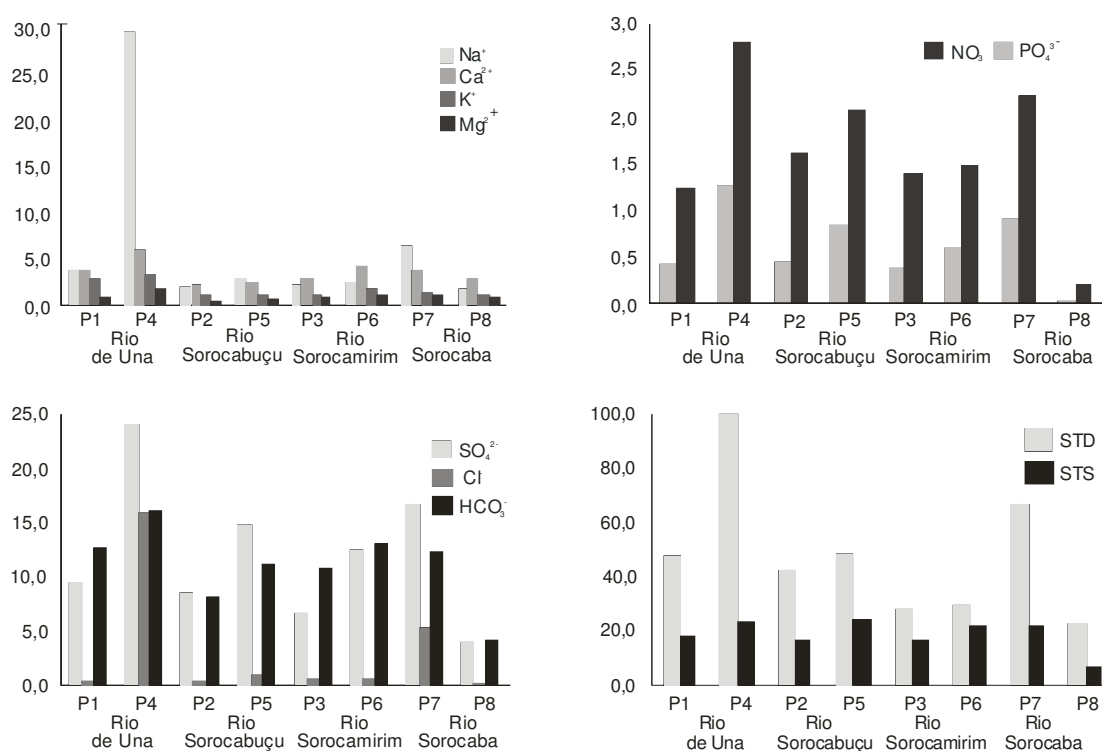 30,0
25,0
20,0
15,0
10,0
5,0
0,0
Na⁺
Ca²⁺
K⁺
Mg²⁺
P1 P4 P2 P5 P3 P6 P7 P8
Rio de Una
Rio Sorocabuçu
Rio Sorocamirim
Rio Sorocaba
3,0
2,5
2,0
1,5
1,0
0,5
0,0
NO₃ PO₄³⁻
P1 P4 P2 P5 P3 P6 P7 P8
Rio de Una
Rio Sorocabuçu
Rio Sorocamirim
Rio Sorocaba
25,0
20,0
15,0
10,0
5,0
0,0
SO₄²⁻
Cl
HCO₃⁻
P1 P4 P2 P5 P3 P6 P7 P8
Rio de Una
Rio Sorocabuçu
Rio Sorocamirim
Rio Sorocaba
100,0
80,0
60,0
40,0
20,0
0,0
STD
STS
P1 P4 P2 P5 P3 P6 P7 P8
Rio de Una
Rio Sorocabuçu
Rio Sorocamirim
Rio Sorocaba